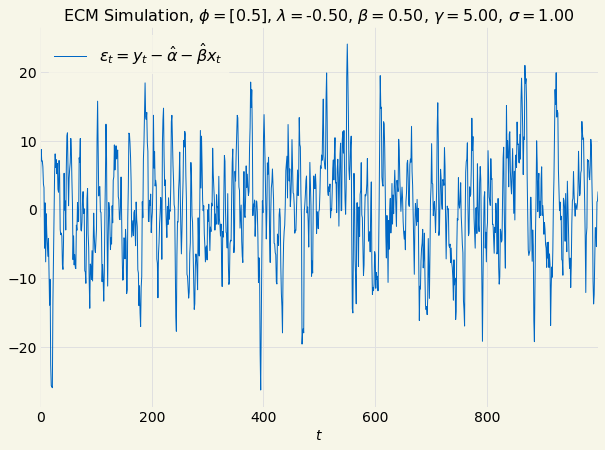 ECM Simulation, ϕ = [0.5], λ = -0.50, β = 0.50, γ = 5.00, σ = 1.00
εₜ = yₜ − α̂ − β̂xₜ
20
10
0
−10
−20
0 200 400 600 800
t